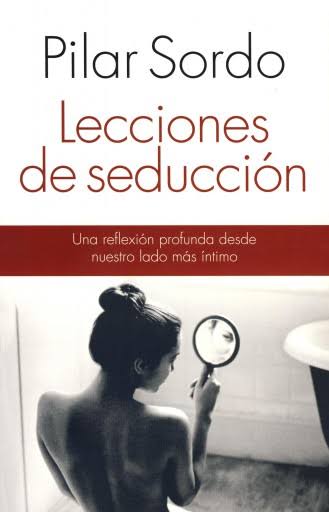 Pilar Sordo
Lecciones
de seducción
Una reflexión profunda desde
nuestro lado más íntimo